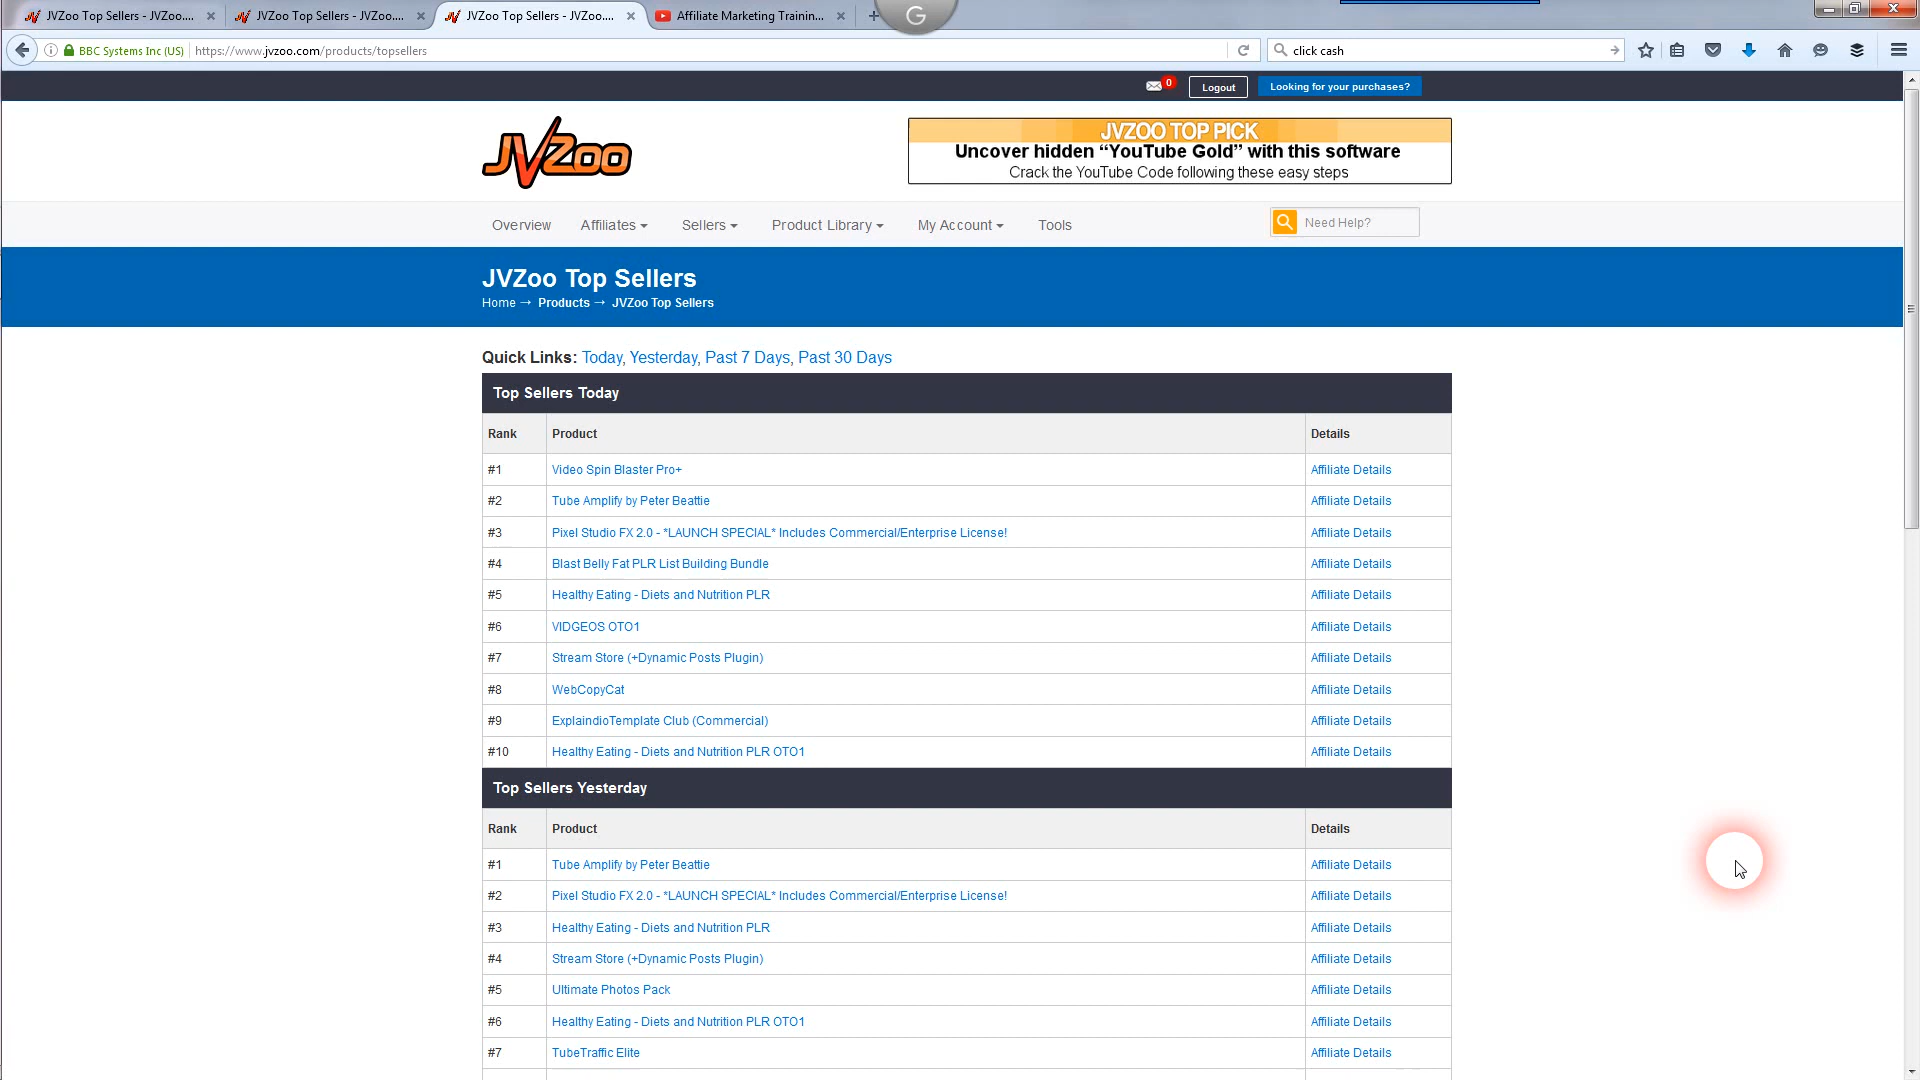 JVZoo Top Sellers - JVZoo....
JVZoo Top Sellers - JVZoo....
JVZoo Top Sellers - JVZoo....
Affiliate Marketing Trainin...
G
BBC Systems Inc (US)
https://www.jvzoo.com/products/topsellers
click cash
0
Logout
Looking for your purchases?
JVZoo
JVZOO TOP PICK
Uncover hidden “YouTube Gold” with this software
Crack the YouTube Code following these easy steps
Overview
Affiliates
Sellers
Product Library
My Account
Tools
Need Help?
JVZoo Top Sellers
Home → Products → JVZoo Top Sellers
Quick Links: Today, Yesterday, Past 7 Days, Past 30 Days
Top Sellers Today
Rank Product Details
#1 Video Spin Blaster Pro+ Affiliate Details
#2 Tube Amplify by Peter Beattie Affiliate Details
#3 Pixel Studio FX 2.0 - *LAUNCH SPECIAL* Includes Commercial/Enterprise License! Affiliate Details
#4 Blast Belly Fat PLR List Building Bundle Affiliate Details
#5 Healthy Eating - Diets and Nutrition PLR Affiliate Details
#6 VIDGEOS OTO1 Affiliate Details
#7 Stream Store (+Dynamic Posts Plugin) Affiliate Details
#8 WebCopyCat Affiliate Details
#9 ExplaindioTemplate Club (Commercial) Affiliate Details
#10 Healthy Eating - Diets and Nutrition PLR OTO1 Affiliate Details
Top Sellers Yesterday
Rank Product Details
#1 Tube Amplify by Peter Beattie Affiliate Details
#2 Pixel Studio FX 2.0 - *LAUNCH SPECIAL* Includes Commercial/Enterprise License! Affiliate Details
#3 Healthy Eating - Diets and Nutrition PLR Affiliate Details
#4 Stream Store (+Dynamic Posts Plugin) Affiliate Details
#5 Ultimate Photos Pack Affiliate Details
#6 Healthy Eating - Diets and Nutrition PLR OTO1 Affiliate Details
#7 TubeTraffic Elite Affiliate Details